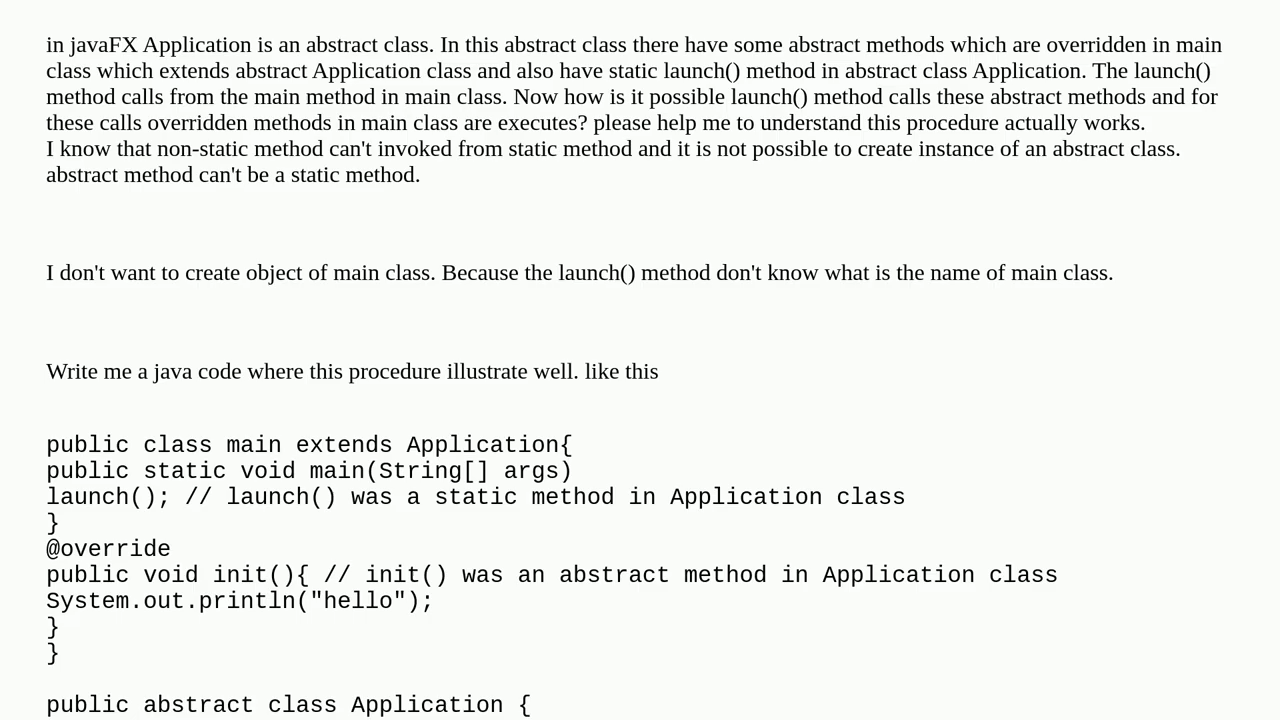 in javaFX Application is an abstract class. In this abstract class there have some abstract methods which are overridden in main
class which extends abstract Application class and also have static launch() method in abstract class Application. The launch()
method calls from the main method in main class. Now how is it possible launch() method calls these abstract methods and for
these calls overridden methods in main class are executes? please help me to understand this procedure actually works.
I know that non-static method can't invoked from static method and it is not possible to create instance of an abstract class.
abstract method can't be a static method.
I don't want to create object of main class. Because the launch() method don't know what is the name of main class.
Write me a java code where this procedure illustrate well. like this
public class main extends Application{
public static void main(String[] args)
launch(); // launch() was a static method in Application class
}
@override
public void init(){ // init() was an abstract method in Application class
System.out.println("hello");
}
}
public abstract class Application {